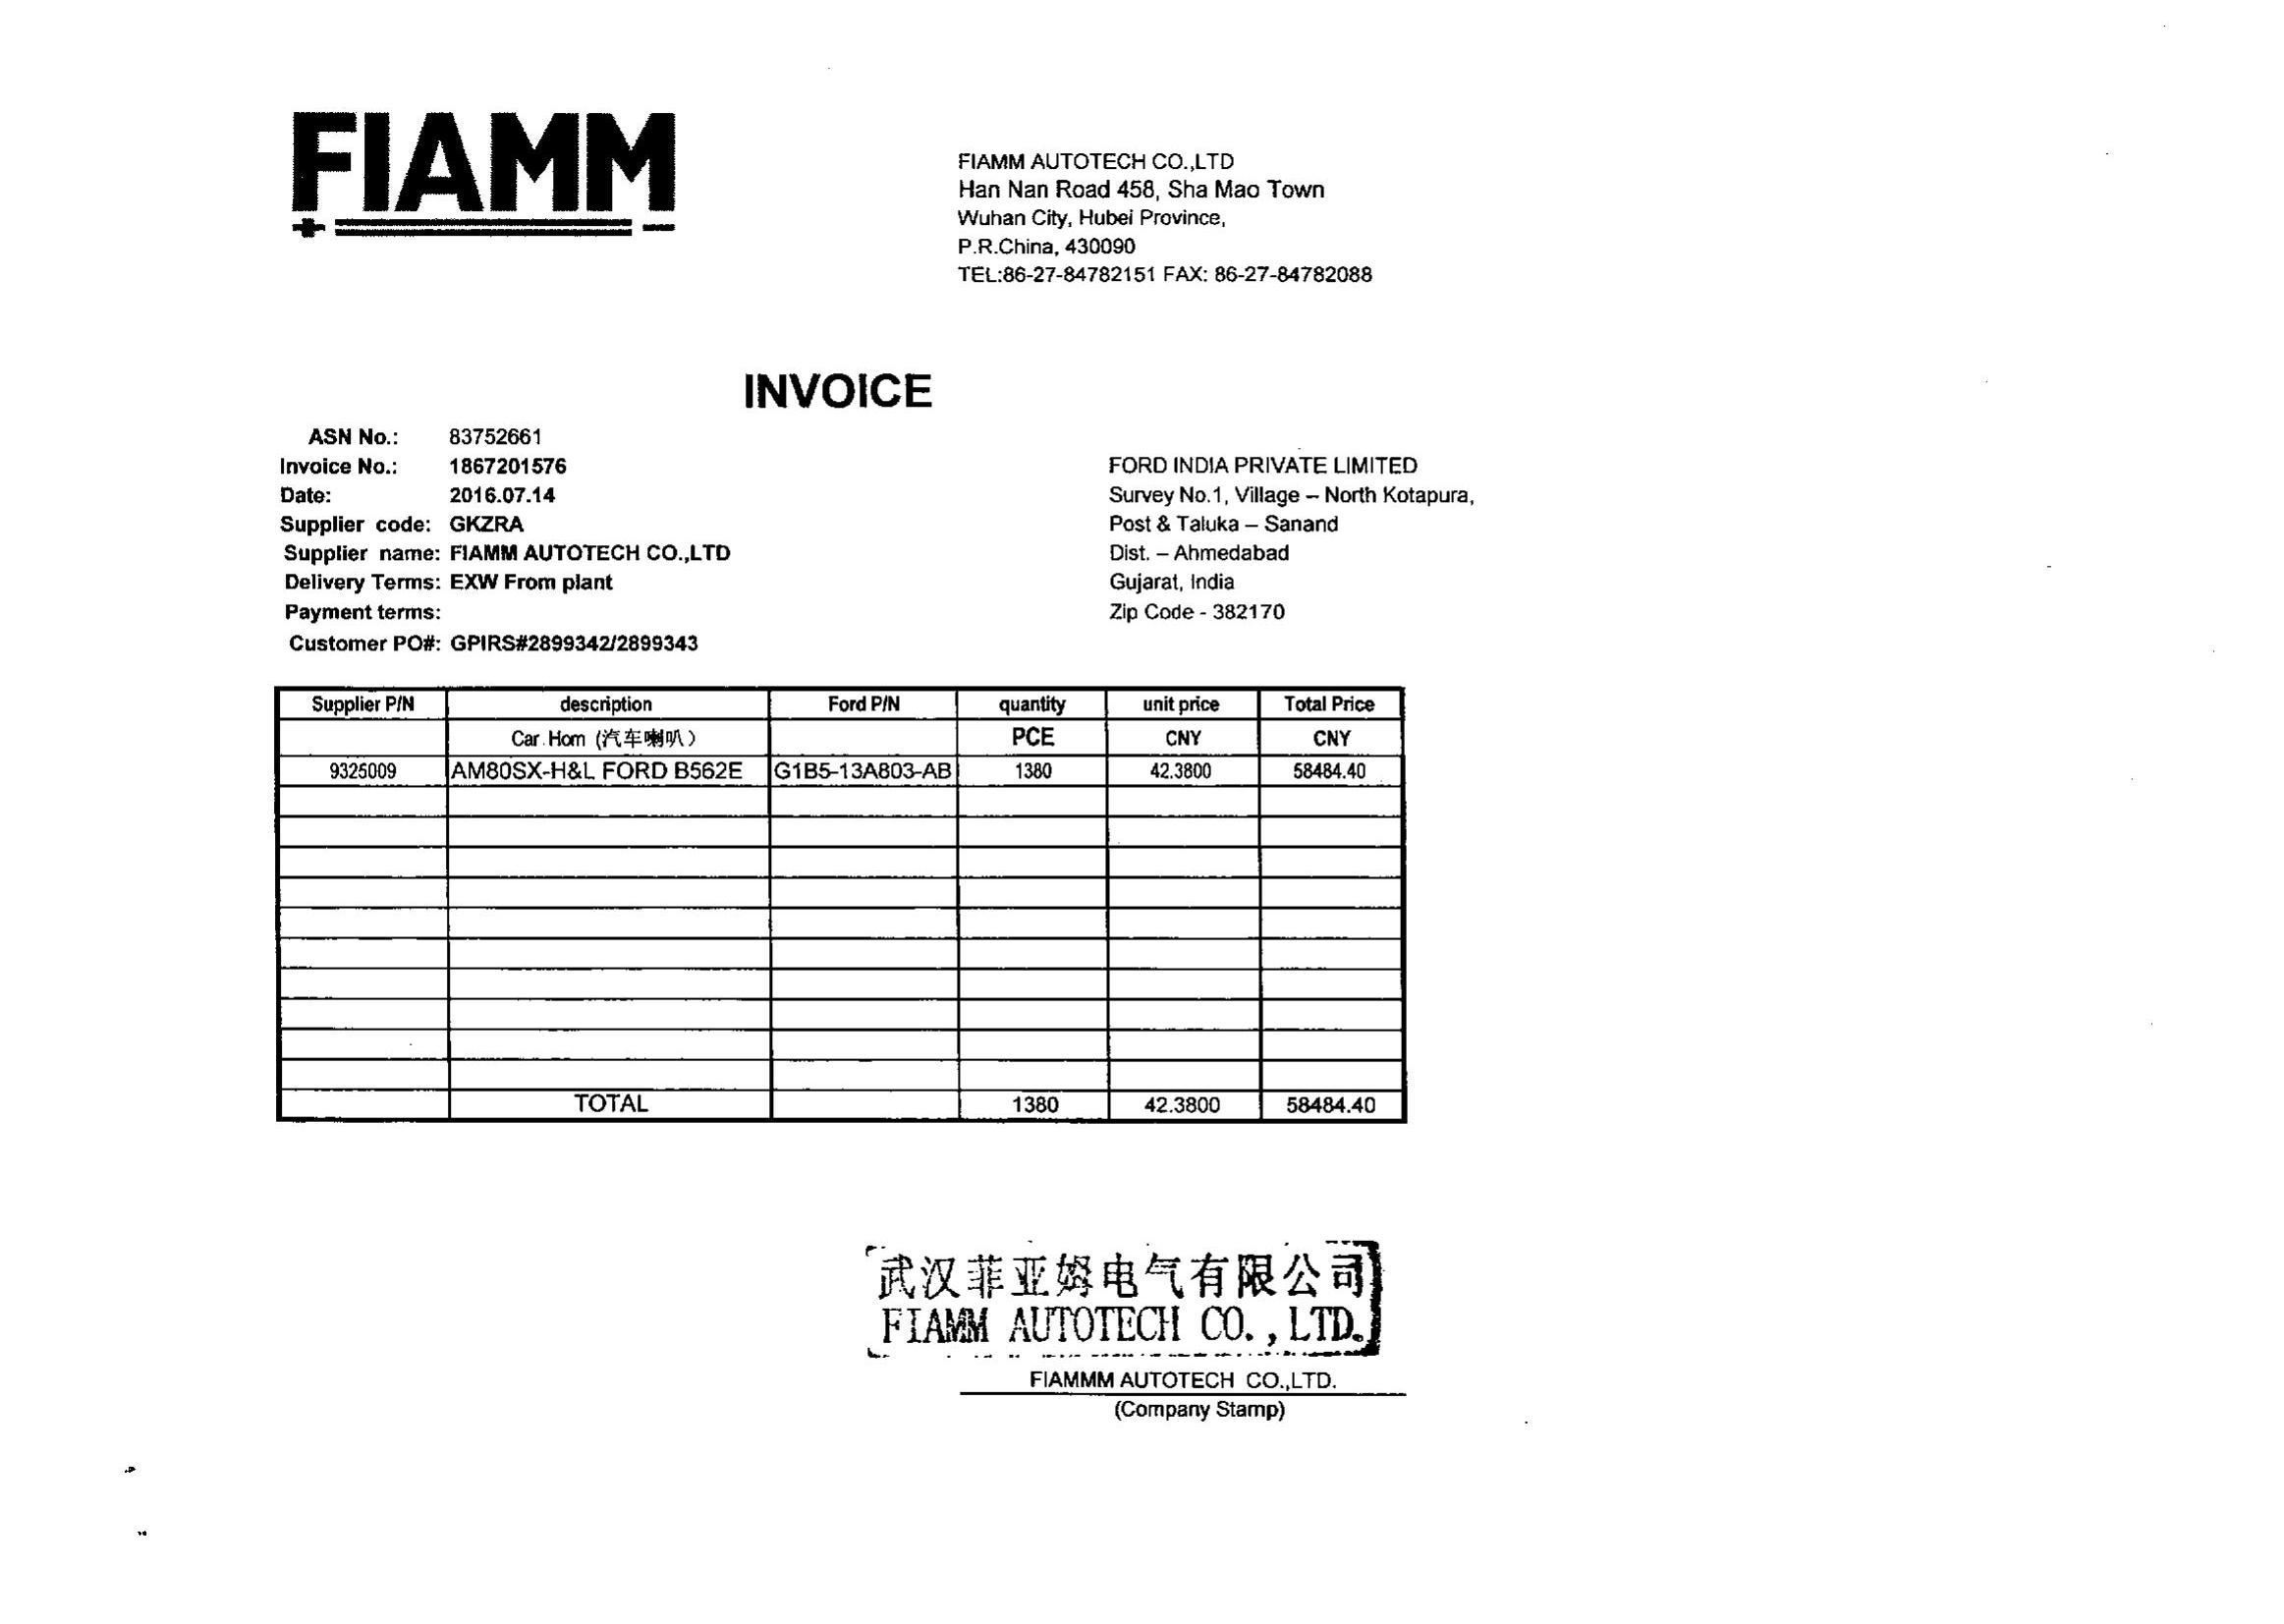 FIAMM
FIAMM AUTOTECH CO.,LTD
Han Nan Road 458, Sha Mao Town
Wuhan City, Hubei Province,
P.R.China, 430090
TEL:86-27-84782151 FAX: 86-27-84782088
INVOICE
ASN No.: 83752661
Invoice No.: 1867201576
Date: 2016.07.14
Supplier code: GKZRA
Supplier name: FIAMM AUTOTECH CO.,LTD
Delivery Terms: EXW From plant
Payment terms:
Customer PO#: GPIRS#2899342/2899343
FORD INDIA PRIVATE LIMITED
Survey No.1, Village – North Kotapura,
Post & Taluka – Sanand
Dist. – Ahmedabad
Gujarat, India
Zip Code - 382170
Supplier P/N description Ford P/N quantity unit price Total Price
Car Horn (汽车喇叭) PCE CNY CNY
9325009 AM80SX-H&L FORD B562E G1B5-13A803-AB 1380 42.3800 58484.40
TOTAL 1380 42.3800 58484.40
武汉菲亚姆电气有限公司
FIAMM AUTOTECH CO., LTD.
FIAMMM AUTOTECH CO.,LTD.
(Company Stamp)